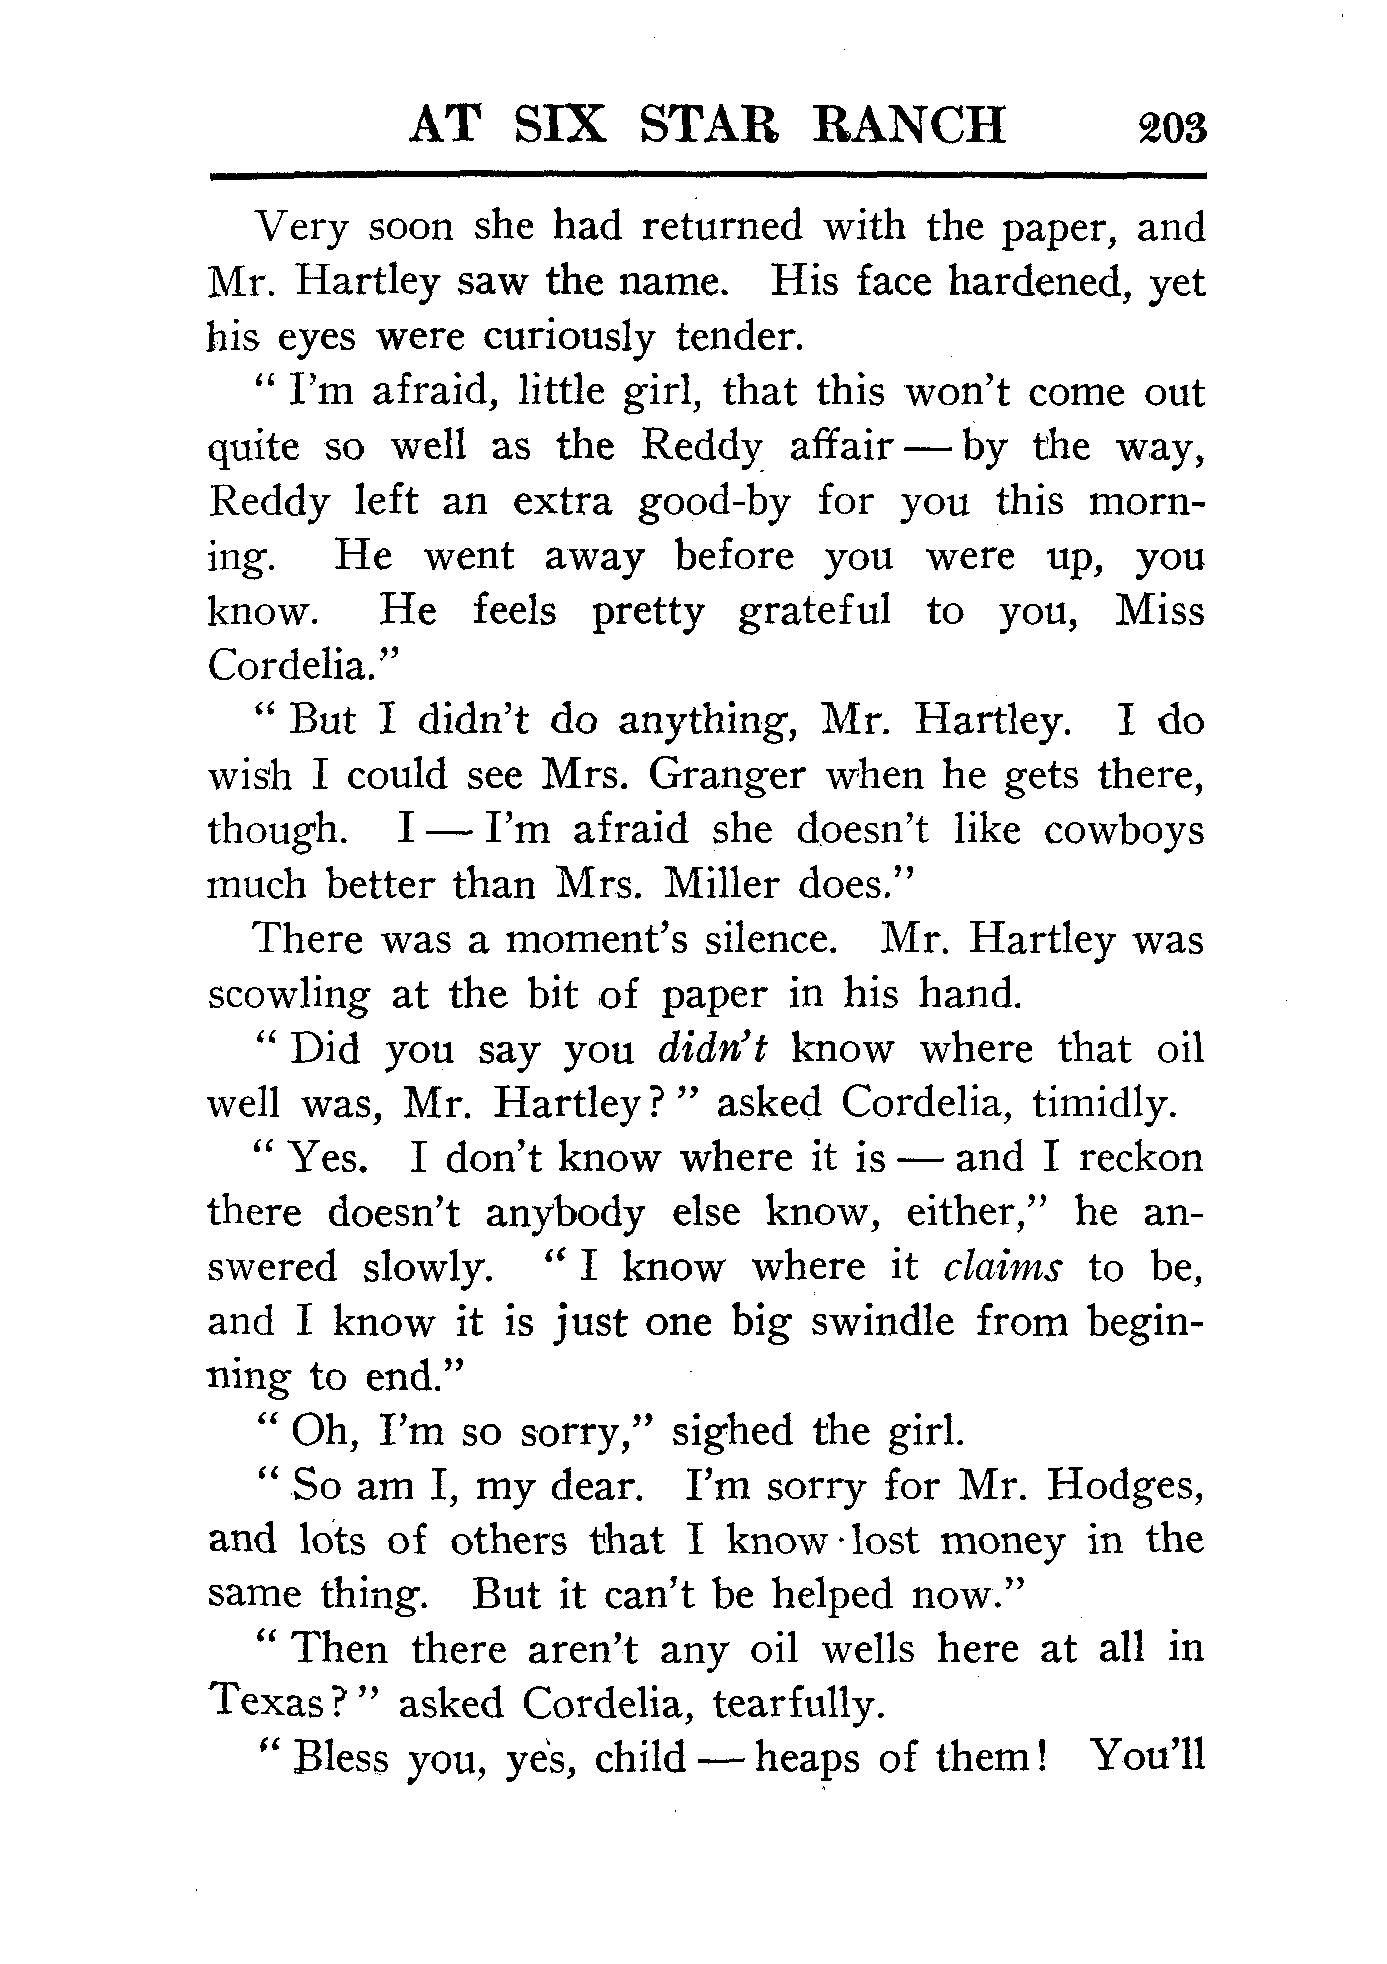 AT SIX STAR RANCH 203
Very soon she had returned with the paper, and
Mr. Hartley saw the name. His face hardened, yet
his eyes were curiously tender.
" I'm afraid, little girl, that this won't come out
quite so well as the Reddy affair — by the way,
Reddy left an extra good-by for you this morn-
ing. He went away before you were up, you
know. He feels pretty grateful to you, Miss
Cordelia."
" But I didn't do anything, Mr. Hartley. I do
wish I could see Mrs. Granger when he gets there,
though. I — I'm afraid she doesn't like cowboys
much better than Mrs. Miller does."
There was a moment's silence. Mr. Hartley was
scowling at the bit of paper in his hand.
" Did you say you didn't know where that oil
well was, Mr. Hartley? " asked Cordelia, timidly.
" Yes. I don't know where it is — and I reckon
there doesn't anybody else know, either," he an-
swered slowly. " I know where it claims to be,
and I know it is just one big swindle from begin-
ning to end."
" Oh, I'm so sorry," sighed the girl.
" So am I, my dear. I'm sorry for Mr. Hodges,
and lots of others that I know lost money in the
same thing. But it can't be helped now."
" Then there aren't any oil wells here at all in
Texas? " asked Cordelia, tearfully.
" Bless you, yes, child — heaps of them! You'll